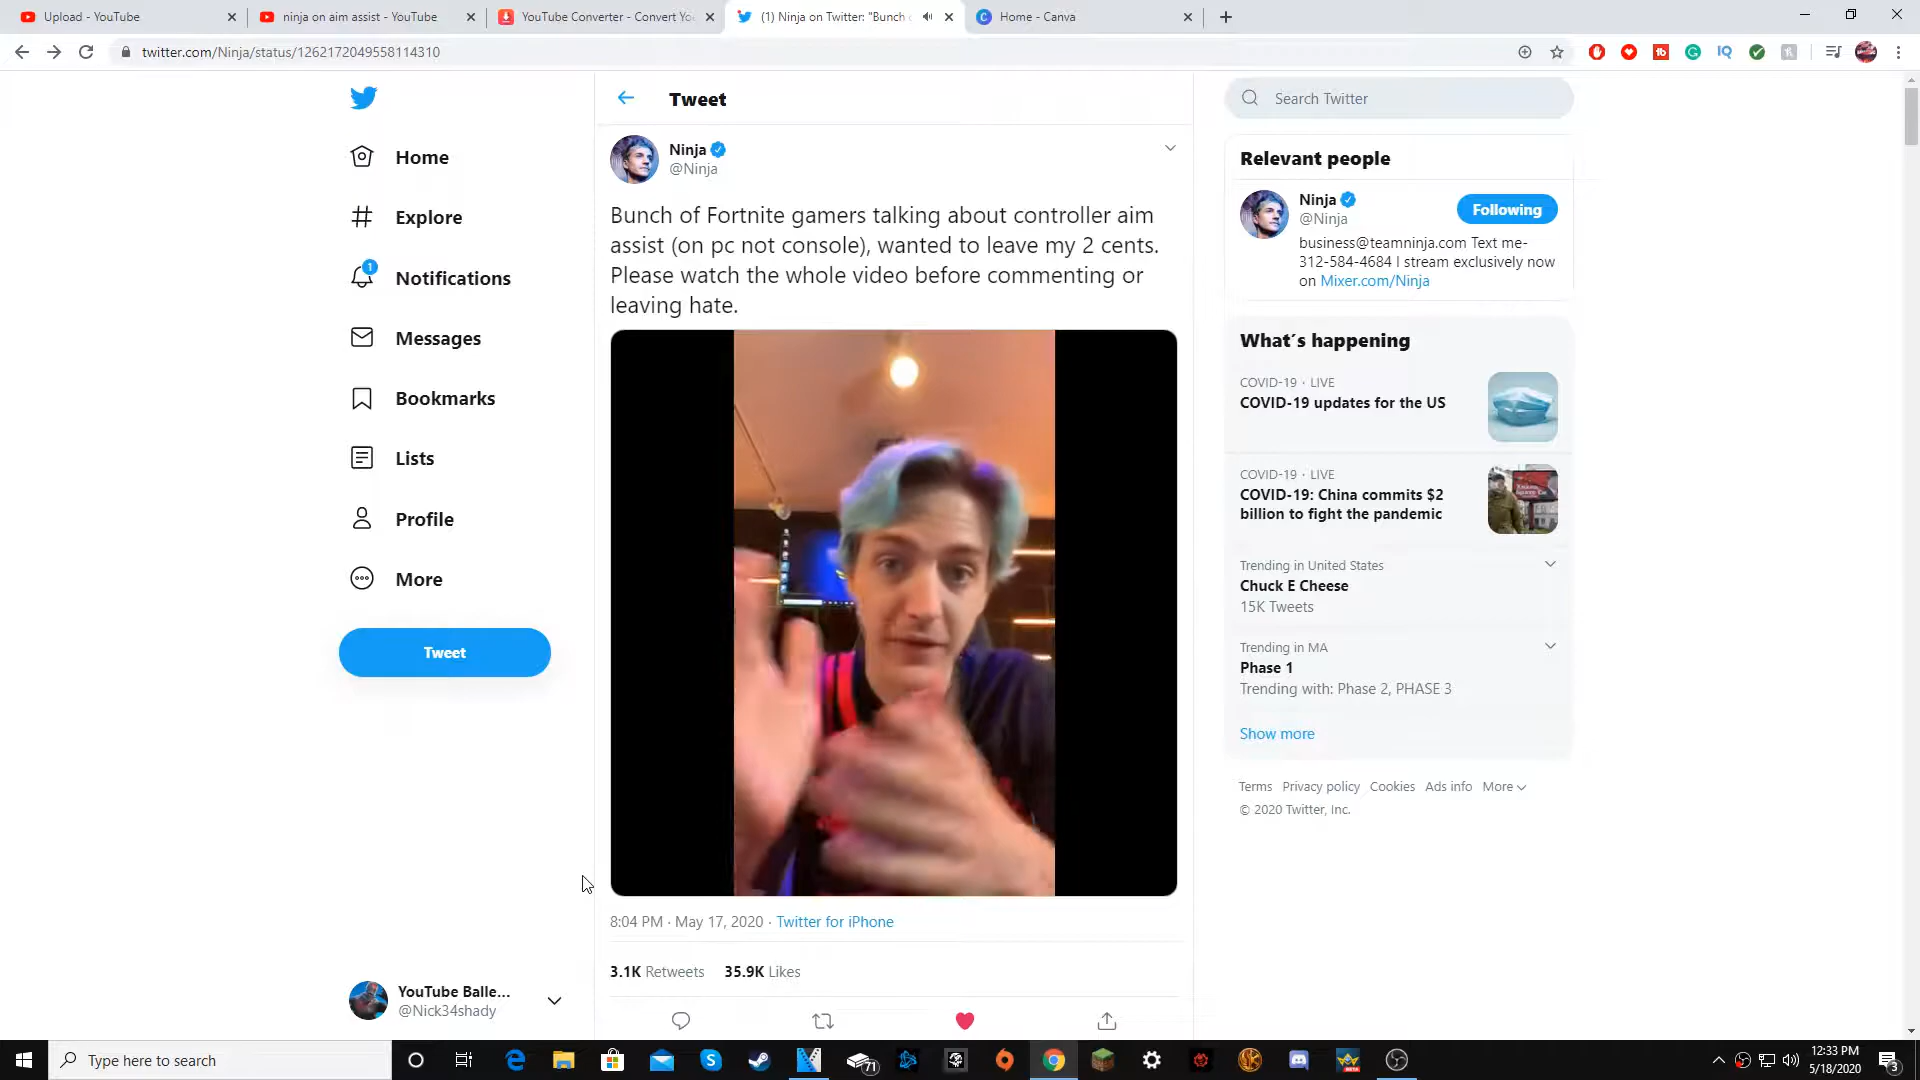 Upload - YouTube
ninja on aim assist - YouTube
YouTube Converter - Convert Yo
(1) Ninja on Twitter: "Bunch
Home - Canva
twitter.com/Ninja/status/1262172049558114310
Tweet
Search Twitter
Home
Explore
1
Notifications
Messages
Bookmarks
Lists
Profile
More
Tweet
YouTube Balle...
@Nick34shady
Ninja
@Ninja
Bunch of Fortnite gamers talking about controller aim
assist (on pc not console), wanted to leave my 2 cents.
Please watch the whole video before commenting or
leaving hate.
8:04 PM · May 17, 2020 · Twitter for iPhone
3.1K Retweets 35.9K Likes
Relevant people
Ninja
@Ninja
Following
business@teamninja.com Text me-
312-584-4684 I stream exclusively now
on Mixer.com/Ninja
What's happening
COVID-19 · LIVE
COVID-19 updates for the US
COVID-19 · LIVE
COVID-19: China commits $2
billion to fight the pandemic
Trending in United States
Chuck E Cheese
15K Tweets
Trending in MA
Phase 1
Trending with: Phase 2, PHASE 3
Show more
Terms Privacy policy Cookies Ads info More
© 2020 Twitter, Inc.
Type here to search
71
12:33 PM
5/18/2020
3